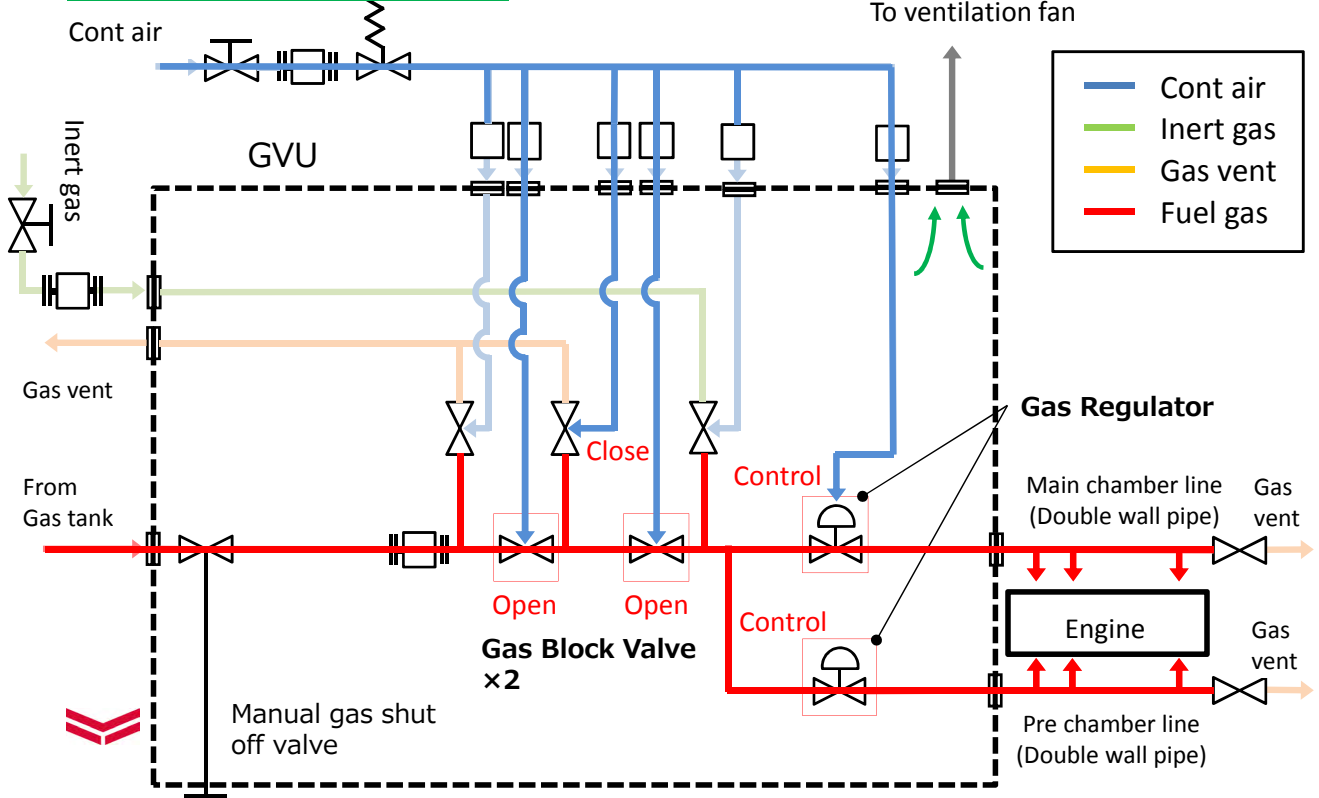 To ventilation fan
Cont air
Cont air
Inert gas
Gas vent
Fuel gas
Inert gas
GVU
Gas vent
Gas Regulator
Close
From
Gas tank
Control
Main chamber line
(Double wall pipe)
Gas
vent
Open
Open
Control
Engine
Gas Block Valve
×2
Gas
vent
Manual gas shut
off valve
Pre chamber line
(Double wall pipe)